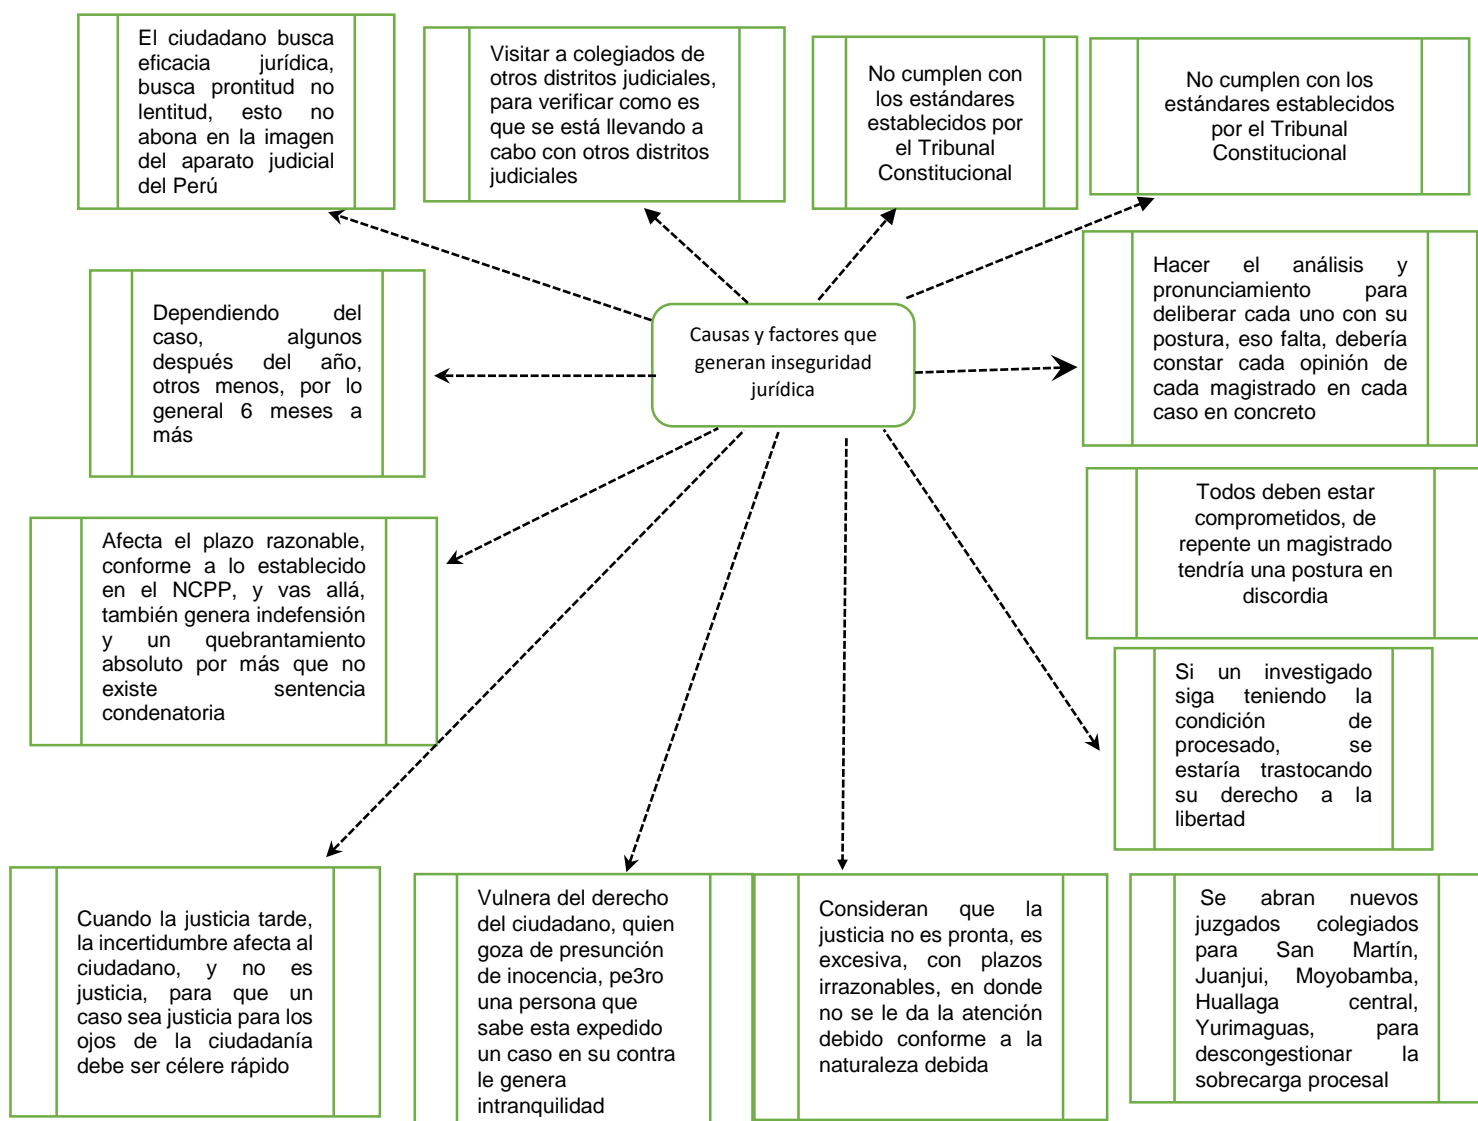 El ciudadano busca
eficacia jurídica,
busca prontitud no
lentitud, esto no
abona en la imagen
del aparato judicial
del Perú
Visitar a colegiados de
otros distritos judiciales,
para verificar como es
que se está llevando a
cabo con otros distritos
judiciales
No cumplen con
los estándares
establecidos por
el Tribunal
Constitucional
No cumplen con los
estándares establecidos
por el Tribunal
Constitucional
Dependiendo del
caso, algunos
después del año,
otros menos, por lo
general 6 meses a
más
Causas y factores que
generan inseguridad
jurídica
Hacer el análisis y
pronunciamiento para
deliberar cada uno con su
postura, eso falta, debería
constar cada opinión de
cada magistrado en cada
caso en concreto
Afecta el plazo razonable,
conforme a lo establecido
en el NCPP, y vas allá,
también genera indefensión
y un quebrantamiento
absoluto por más que no
existe sentencia
condenatoria
Todos deben estar
comprometidos, de
repente un magistrado
tendría una postura en
discordia
Si un investigado
siga teniendo la
condición de
procesado, se
estaría trastocando
su derecho a la
libertad
Cuando la justicia tarde,
la incertidumbre afecta al
ciudadano, y no es
justicia, para que un
caso sea justicia para los
ojos de la ciudadanía
debe ser célere rápido
Vulnera del derecho
del ciudadano, quien
goza de presunción
de inocencia, pe3ro
una persona que
sabe esta expedido
un caso en su contra
le genera
intranquilidad
Consideran que la
justicia no es pronta, es
excesiva, con plazos
irrazonables, en donde
no se le da la atención
debido conforme a la
naturaleza debida
Se abran nuevos
juzgados colegiados
para San Martín,
Juanjui, Moyobamba,
Huallaga central,
Yurimaguas, para
descongestionar la
sobrecarga procesal